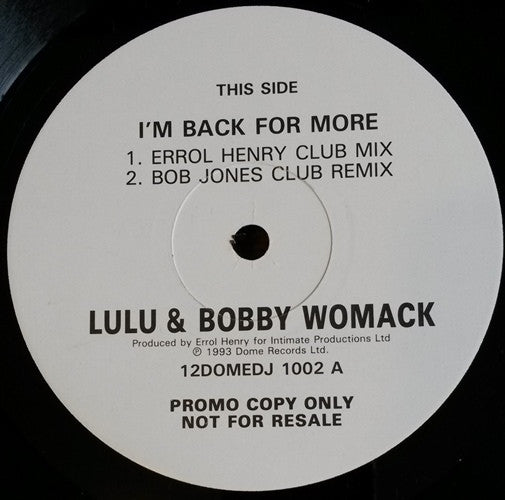 THIS SIDE
I'M BACK FOR MORE
1. ERROL HENRY CLUB MIX
2. BOB JONES CLUB REMIX
LULU & BOBBY WOMACK
Produced by Errol Henry for Intimate Productions Ltd
℗ 1993 Dome Records Ltd.
12DOMEDJ 1002 A
PROMO COPY ONLY
NOT FOR RESALE